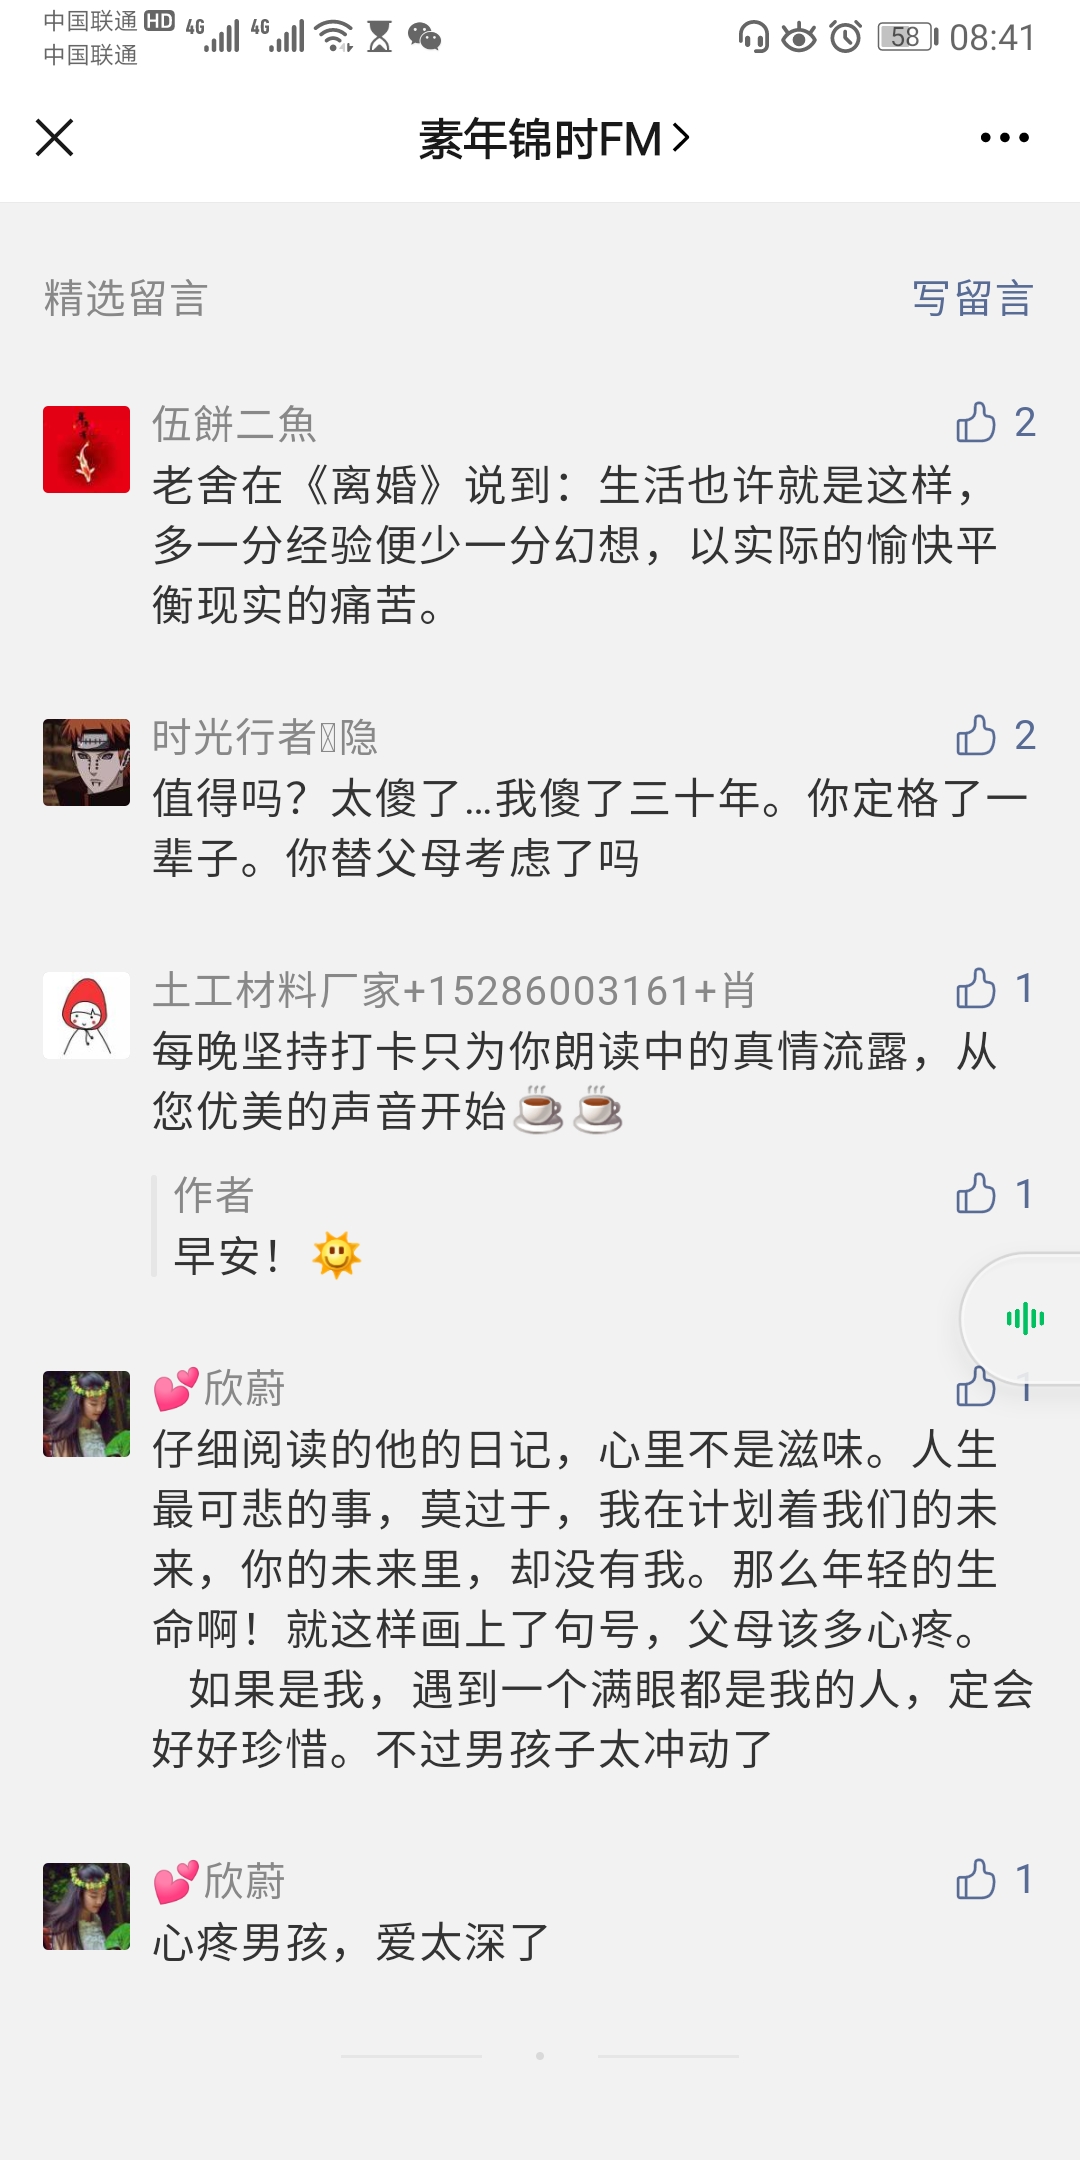 中国联通 HD 4G 4G 58 08:41
中国联通
素年锦时FM
精选留言 写留言
伍餅二魚 2
老舍在《离婚》说到：生活也许就是这样，
多一分经验便少一分幻想，以实际的愉快平
衡现实的痛苦。
时光行者隐 2
值得吗？太傻了...我傻了三十年。你定格了一
辈子。你替父母考虑了吗
土工材料厂家+15286003161+肖 1
每晚坚持打卡只为你朗读中的真情流露，从
您优美的声音开始☕☕
作者 1
早安！🌞
💕欣蔚 1
仔细阅读的他的日记，心里不是滋味。人生
最可悲的事，莫过于，我在计划着我们的未
来，你的未来里，却没有我。那么年轻的生
命啊！就这样画上了句号，父母该多心疼。
如果是我，遇到一个满眼都是我的人，定会
好好珍惜。不过男孩子太冲动了
💕欣蔚 1
心疼男孩，爱太深了